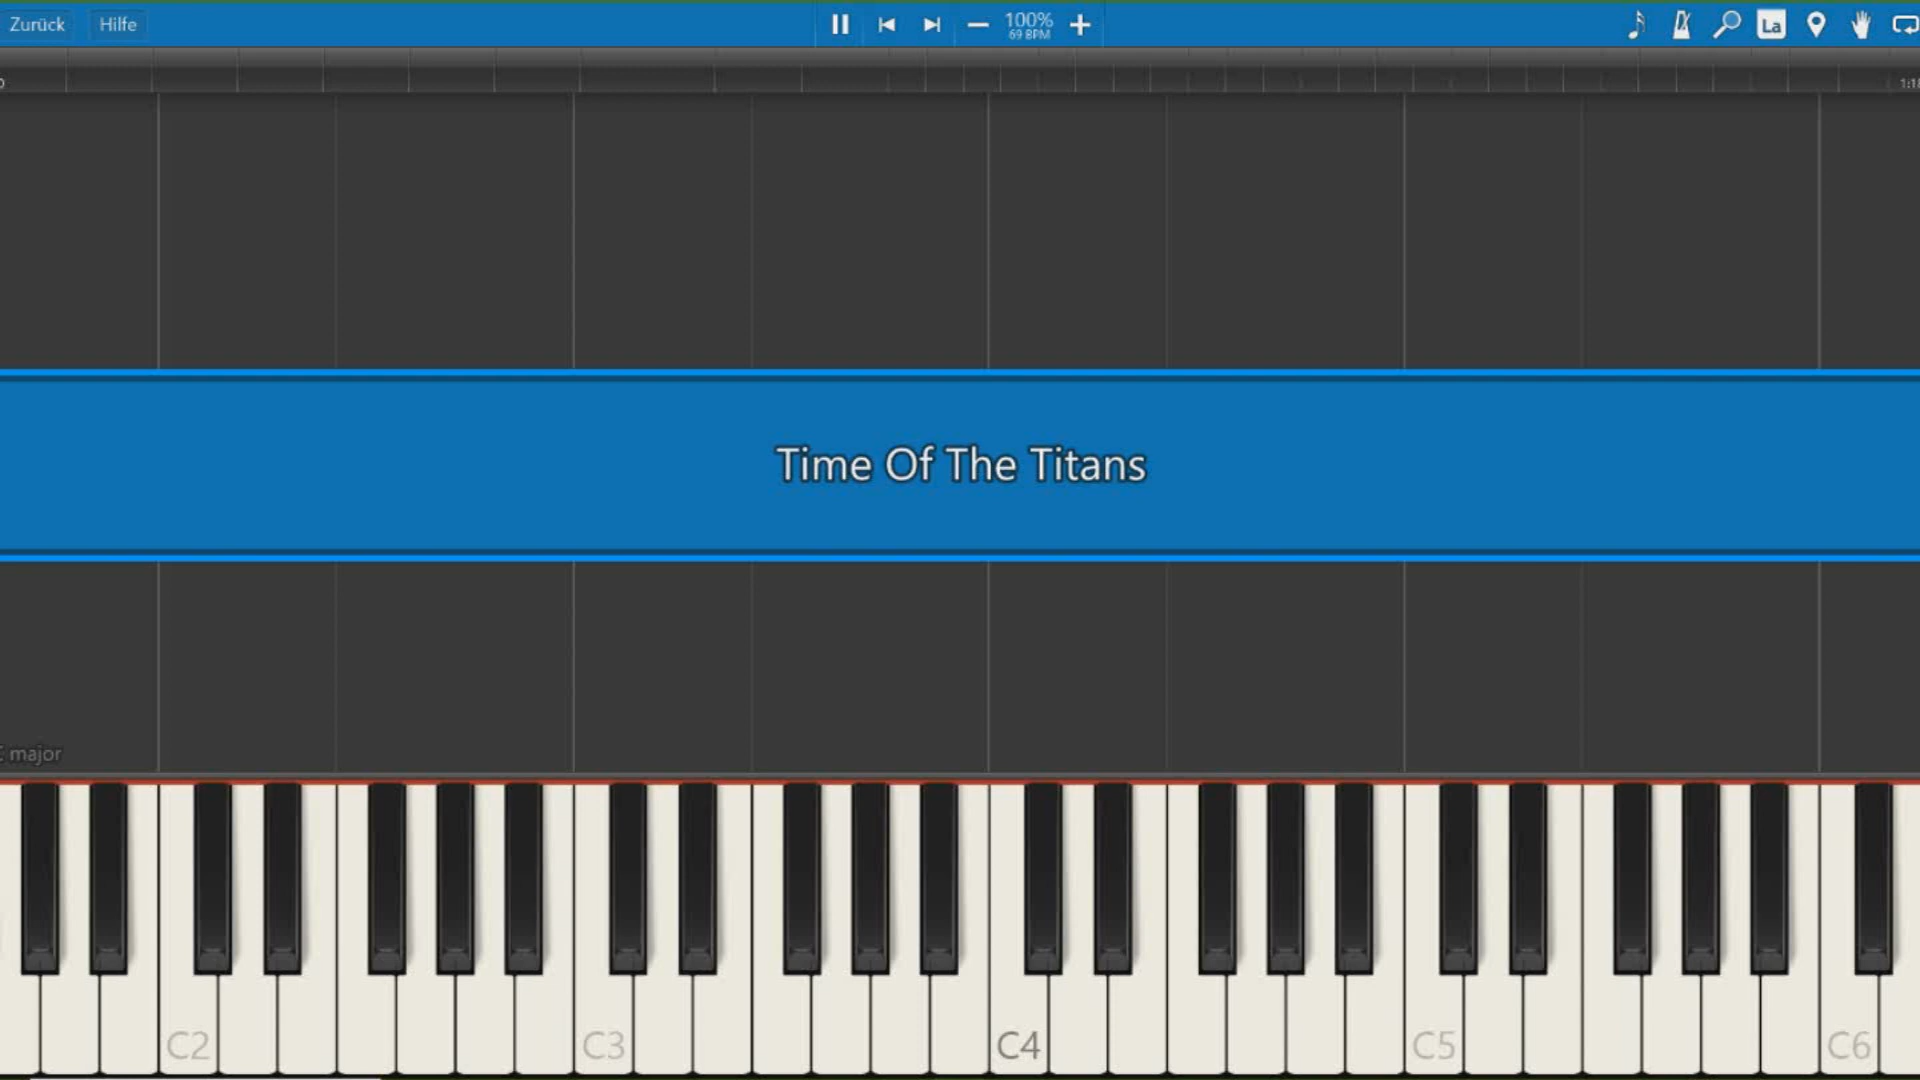 Zurück Hilfe
100%
69 BPM
La
Time Of The Titans
major
C2 C3 C4 C5 C6